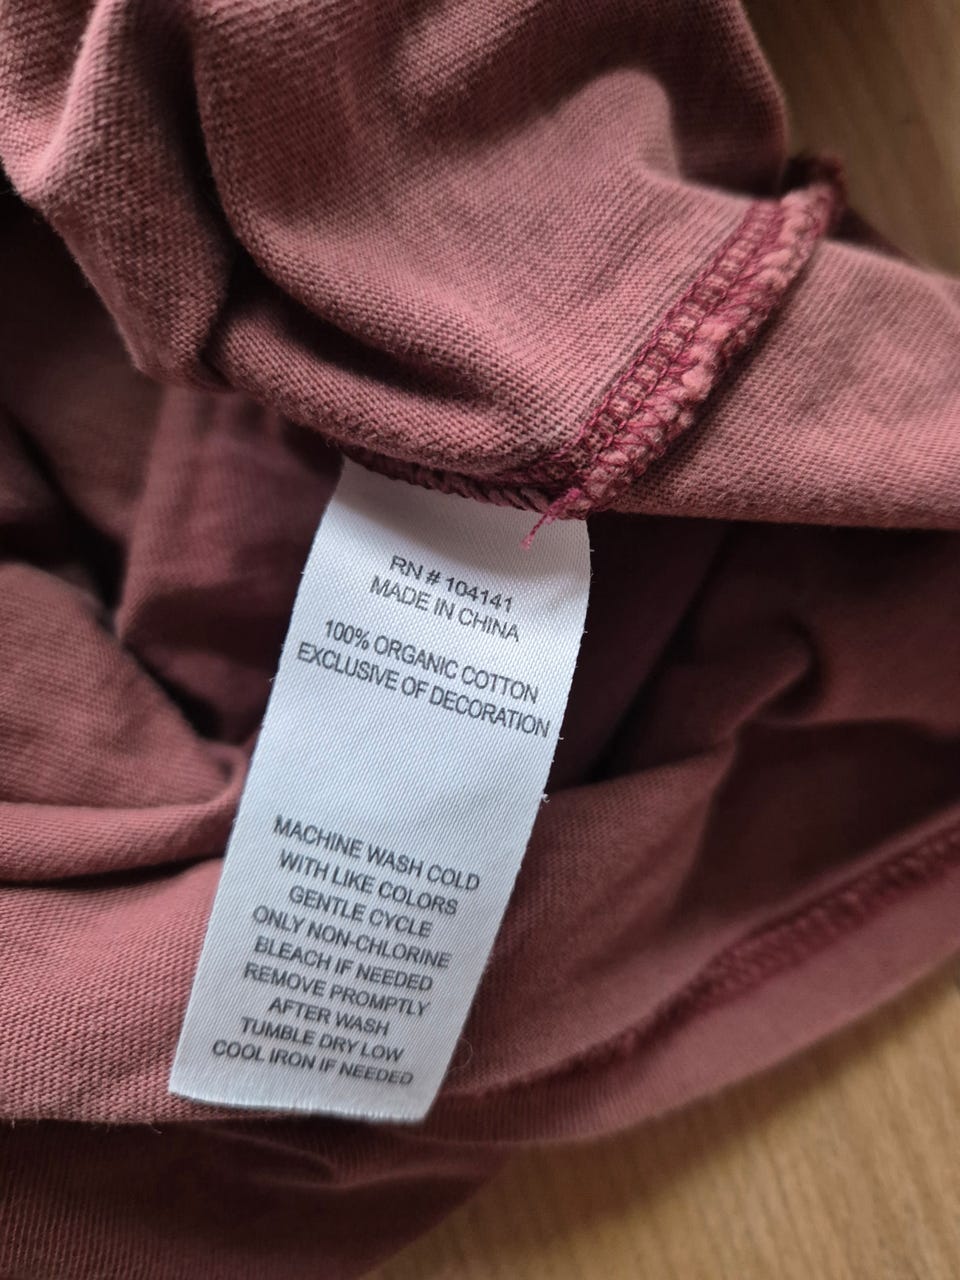 RN # 104141
MADE IN CHINA
100% ORGANIC COTTON
EXCLUSIVE OF DECORATION
MACHINE WASH COLD
WITH LIKE COLORS
GENTLE CYCLE
ONLY NON-CHLORINE
BLEACH IF NEEDED
REMOVE PROMPTLY
AFTER WASH
TUMBLE DRY LOW
COOL IRON IF NEEDED